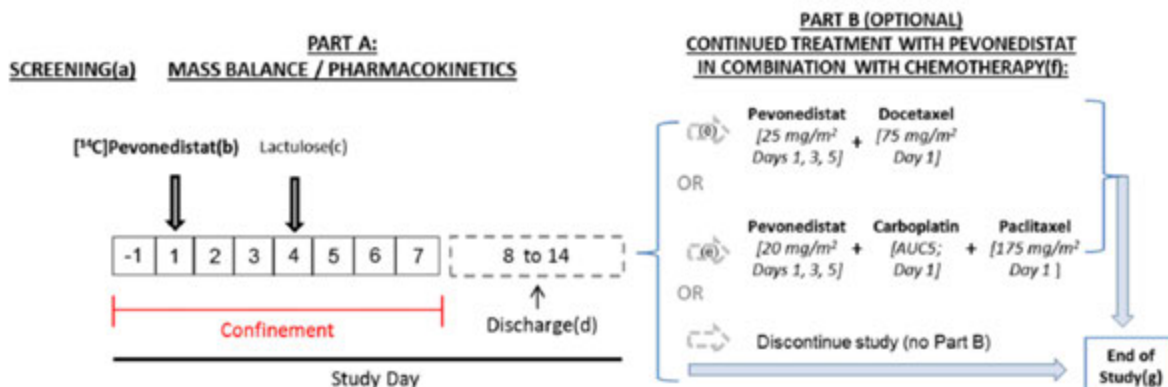 SCREENING(a)
PART A:
MASS BALANCE / PHARMACOKINETICS
[¹⁴C]Pevonedistat(b)
Lactulose(c)
-1 1 2 3 4 5 6 7
8 to 14
Confinement
Discharge(d)
Study Day
PART B (OPTIONAL)
CONTINUED TREATMENT WITH PEVONEDISTAT
IN COMBINATION WITH CHEMOTHERAPY(f):
Pevonedistat + Docetaxel
[25 mg/m² [75 mg/m²
Days 1, 3, 5] Day 1]
OR
(e)
Pevonedistat + Carboplatin + Paclitaxel
[20 mg/m² [AUC5; [175 mg/m²
Days 1, 3, 5] Day 1] Day 1 ]
OR
Discontinue study (no Part B)
End of
Study(g)